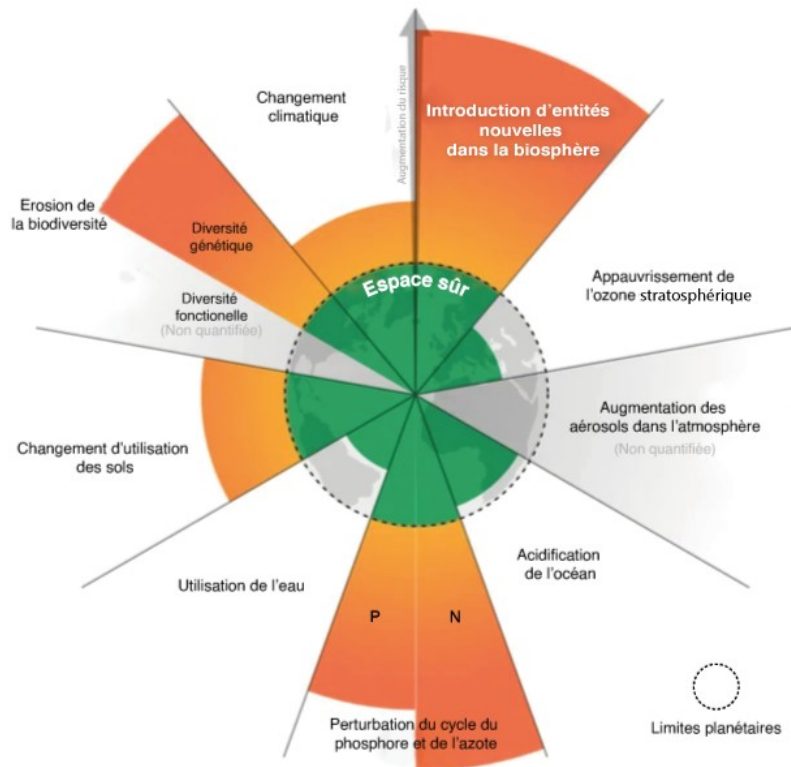 Changement
climatique
Augmentation du risque
Introduction d'entités
nouvelles
dans la biosphère
Erosion de
la biodiversité
Diversité
génétique
Espace sûr
Appauvrissement de
l'ozone stratosphérique
Diversité
fonctionelle
(Non quantifiée)
Augmentation des
aérosols dans l'atmosphère
(Non quantifiée)
Changement d'utilisation
des sols
Acidification
de l'océan
Utilisation de l'eau
P
N
Perturbation du cycle du
phosphore et de l'azote
Limites planétaires